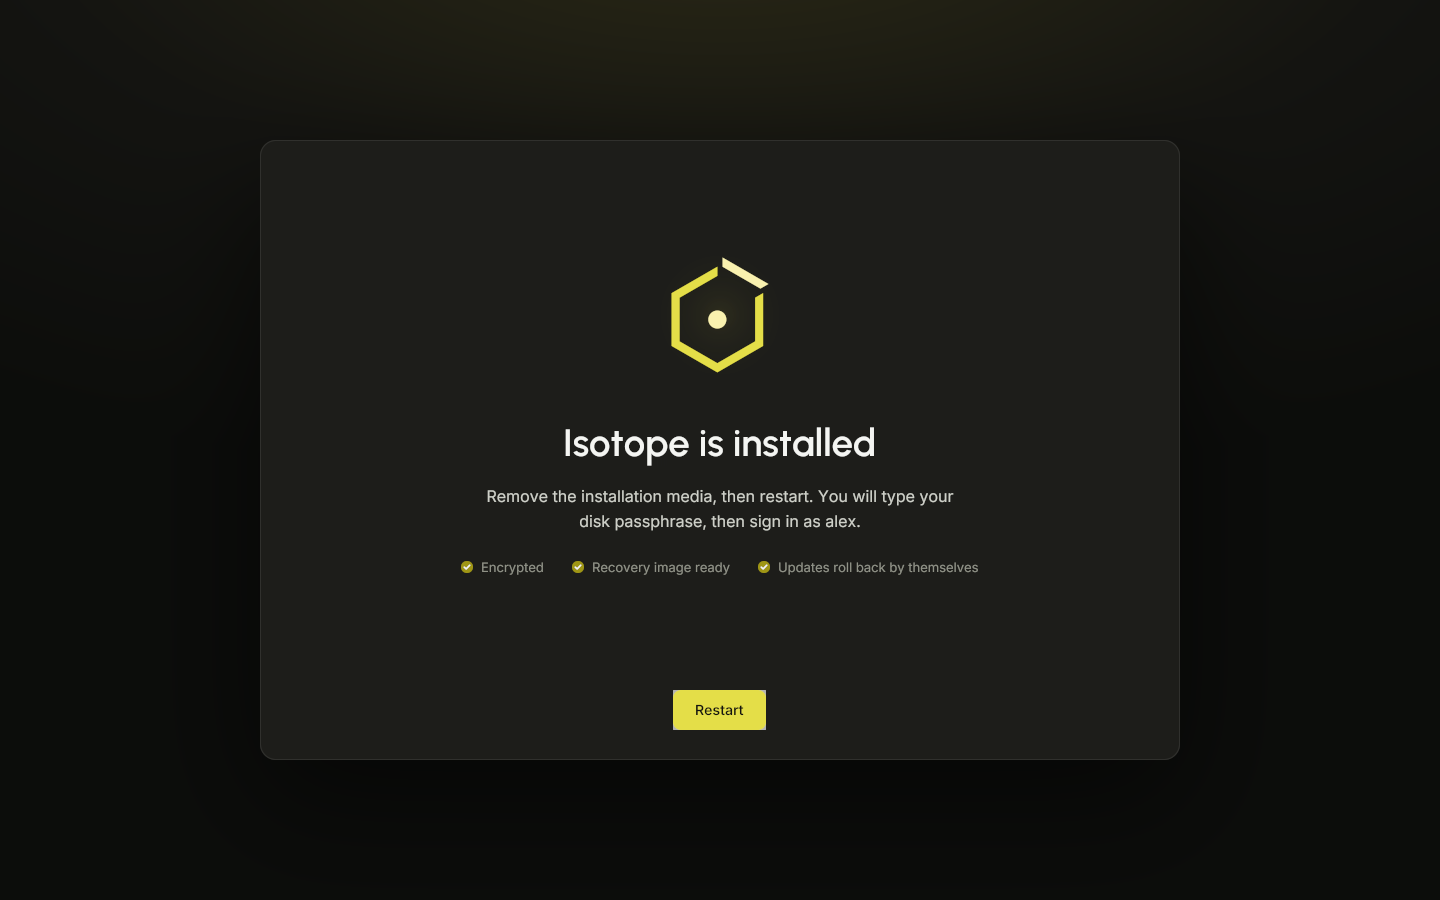 Isotope is installed
Remove the installation media, then restart. You will type your
disk passphrase, then sign in as alex.
Encrypted
Recovery image ready
Updates roll back by themselves
Restart